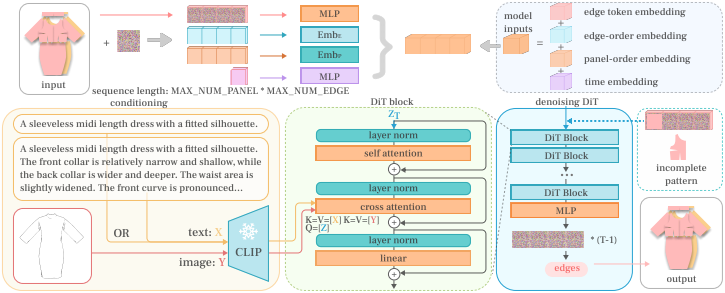 input
+
MLP
Emb_E
Emb_P
MLP
sequence length: MAX_NUM_PANEL * MAX_NUM_EDGE
model
inputs
=
edge token embedding
+
edge-order embedding
+
panel-order embedding
+
time embedding
conditioning
A sleeveless midi length dress with a fitted silhouette.
A sleeveless midi length dress with a fitted silhouette.
The front collar is relatively narrow and shallow, while
the back collar is wider and deeper. The waist area is
slightly widened. The front curve is pronounced...
OR
text: X
image: Y
CLIP
DiT block
Z_T
layer norm
self attention
+
layer norm
cross attention
K=V=[X] K=V=[Y]
Q=[Z]
+
layer norm
linear
+
denoising DiT
DiT Block
DiT Block
...
DiT Block
MLP
* (T-1)
edges
incomplete
pattern
output